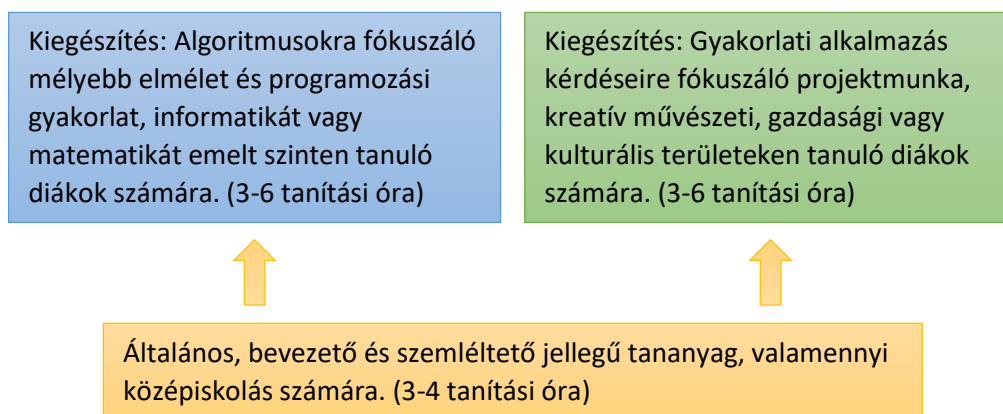 Kiegészítés: Algoritmusokra fókuszáló
mélyebb elmélet és programozási
gyakorlat, informatikát vagy
matematikát emelt szinten tanuló
diákok számára. (3-6 tanítási óra)
Kiegészítés: Gyakorlati alkalmazás
kérdéseire fókuszáló projektmunka,
kreatív művészeti, gazdasági vagy
kulturális területeken tanuló diákok
számára. (3-6 tanítási óra)
Általános, bevezető és szemléltető jellegű tananyag, valamennyi
középiskolás számára. (3-4 tanítási óra)